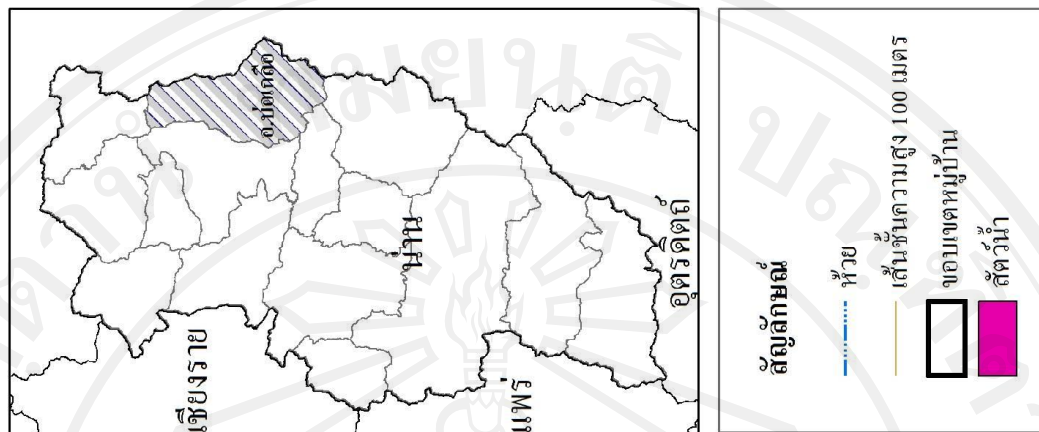 อ.บ่อเกลือ
น่าน
อุตรดิตถ์
เชียงราย
แพร่
สัญลักษณ์
ห้วย
เส้นชั้นความสูง 100 เมตร
ขอบเขตหมู่บ้าน
สัตว์น้ำ